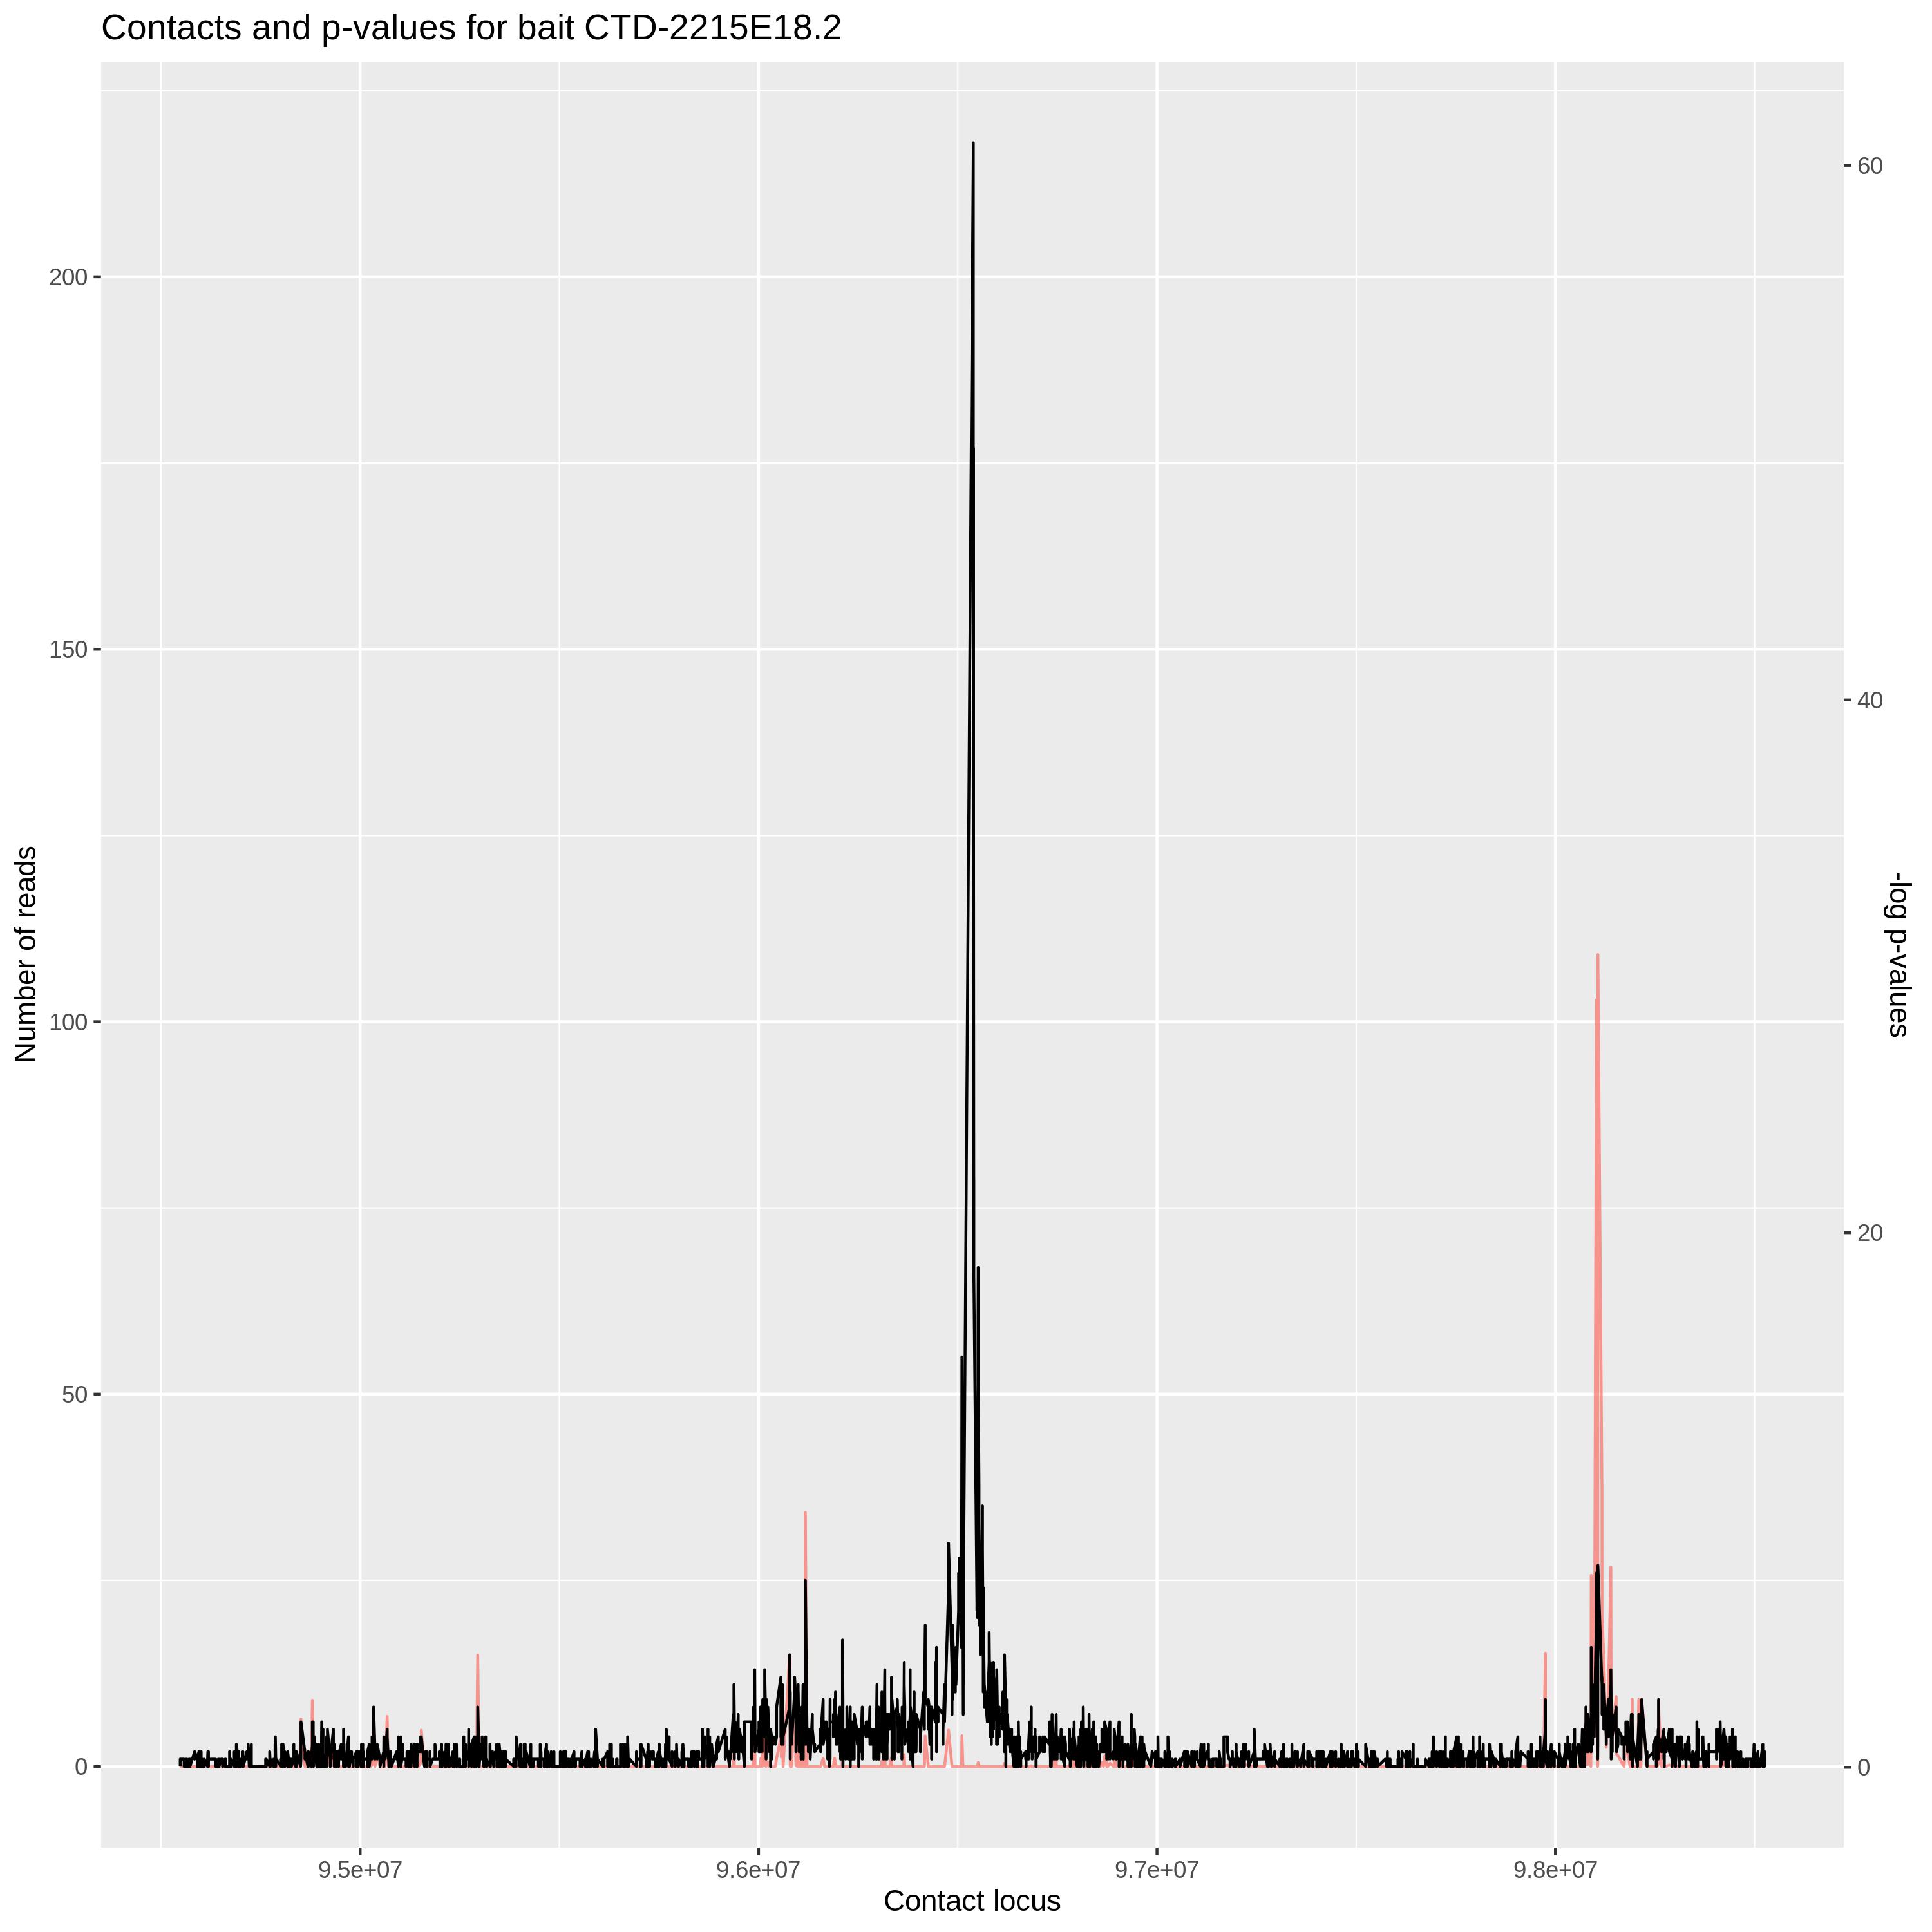 Contacts and p-values for bait CTD-2215E18.2
200
150
100
50
0
Number of reads
60
40
20
0
-log p-values
9.5e+07
9.6e+07
9.7e+07
9.8e+07
Contact locus